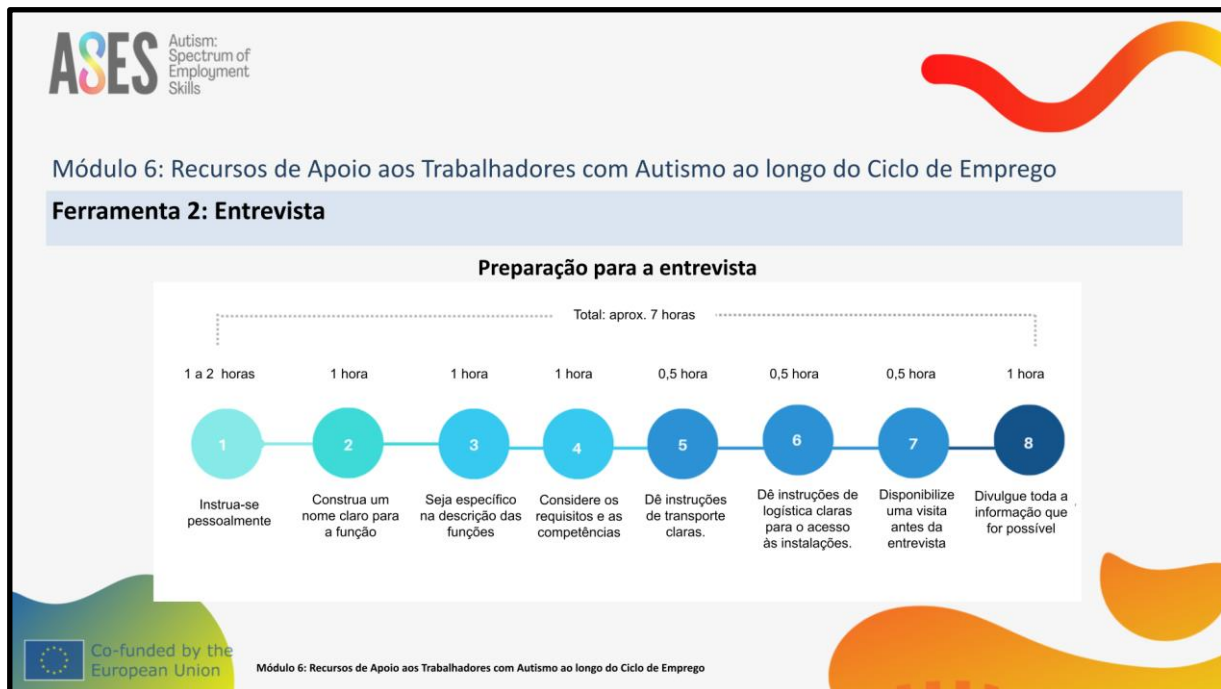 ASES
Autism:
Spectrum of
Employment
Skills
Módulo 6: Recursos de Apoio aos Trabalhadores com Autismo ao longo do Ciclo de Emprego
Ferramenta 2: Entrevista
Preparação para a entrevista
Total: aprox. 7 horas
1 a 2 horas
1 hora
1 hora
1 hora
0,5 hora
0,5 hora
0,5 hora
1 hora
1
2
3
4
5
6
7
8
Instrua-se
pessoalmente
Construa um
nome claro para
a função
Seja específico
na descrição das
funções
Considere os
requisitos e as
competências
Dê instruções
de transporte
claras.
Dê instruções de
logística claras
para o acesso
às instalações.
Disponibilize
uma visita
antes da
entrevista
Divulgue toda a
informação que
for possível
Co-funded by the
European Union
Módulo 6: Recursos de Apoio aos Trabalhadores com Autismo ao longo do Ciclo de Emprego